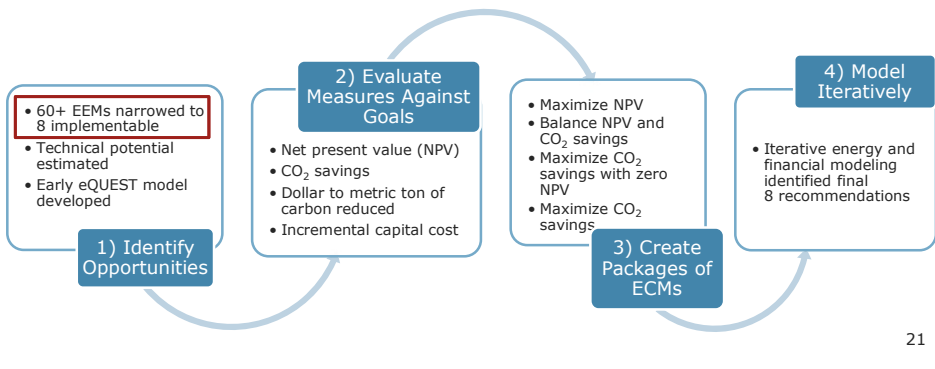 • 60+ EEMs narrowed to
8 implementable
• Technical potential
estimated
• Early eQUEST model
developed
1) Identify
Opportunities
2) Evaluate
Measures Against
Goals
• Net present value (NPV)
• CO₂ savings
• Dollar to metric ton of
carbon reduced
• Incremental capital cost
• Maximize NPV
• Balance NPV and
CO₂ savings
• Maximize CO₂
savings with zero
NPV
• Maximize CO₂
savings
3) Create
Packages of
ECMs
4) Model
Iteratively
• Iterative energy and
financial modeling
identified final
8 recommendations
21